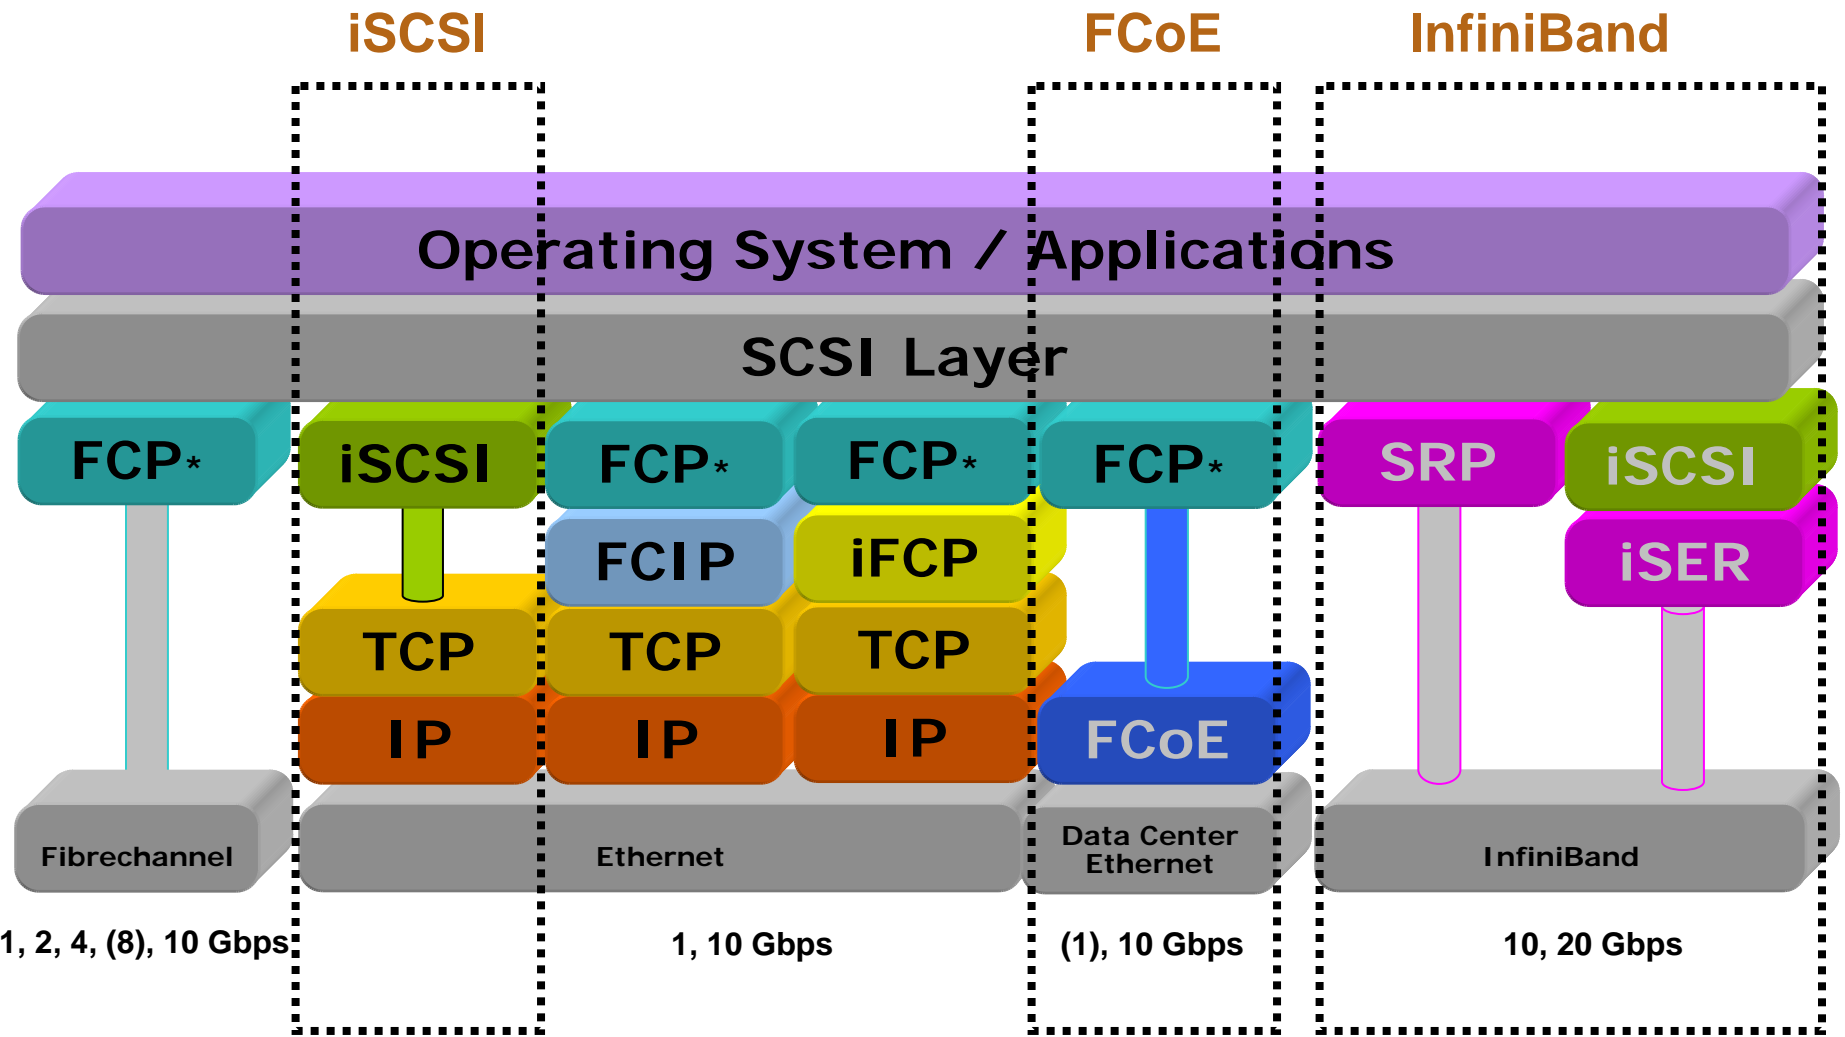 iSCSI FCoE InfiniBand
Operating System / Applications
SCSI Layer
FCP* iSCSI FCP* FCP* FCP* SRP iSCSI
FCIP iFCP iSER
TCP TCP TCP
IP IP IP FCoE
Fibrechannel Ethernet Data Center Ethernet InfiniBand
1, 2, 4, (8), 10 Gbps 1, 10 Gbps (1), 10 Gbps 10, 20 Gbps